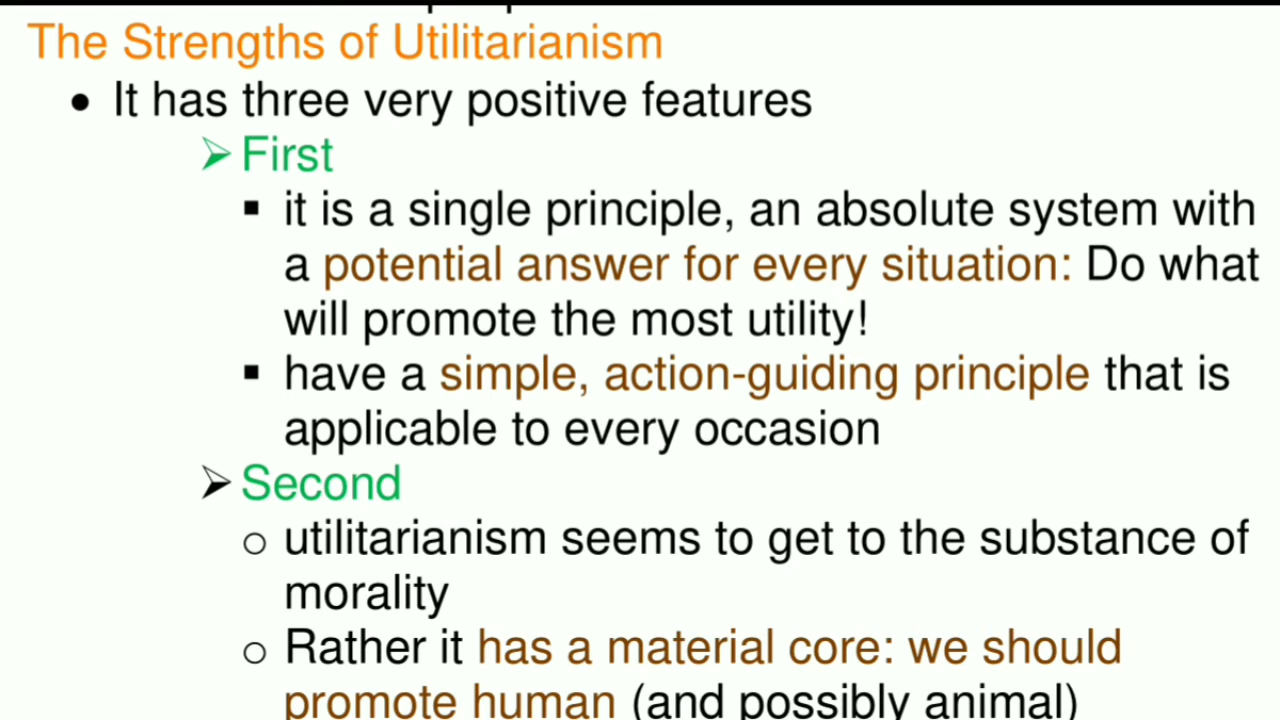 The Strengths of Utilitarianism
• It has three very positive features
➢ First
▪ it is a single principle, an absolute system with
a potential answer for every situation: Do what
will promote the most utility!
▪ have a simple, action-guiding principle that is
applicable to every occasion
➢ Second
o utilitarianism seems to get to the substance of
morality
o Rather it has a material core: we should
promote human (and possibly animal)